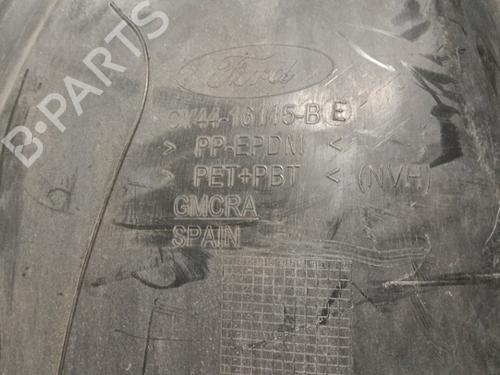 B-PARTS
Ford
CV44-16115-B E
> PP-EPDM <
> PET+PBT < (NVH)
GMCRA
SPAIN